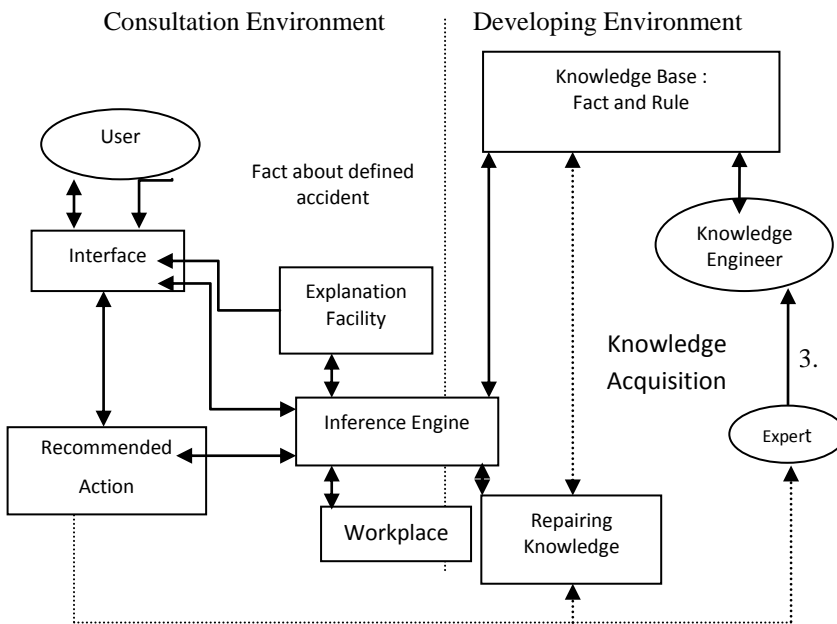 Consultation Environment
Developing Environment
Knowledge Base :
Fact and Rule
User
Fact about defined
accident
Interface
Knowledge
Engineer
Explanation
Facility
Knowledge
Acquisition
3.
Inference Engine
Expert
Recommended
Action
Workplace
Repairing
Knowledge